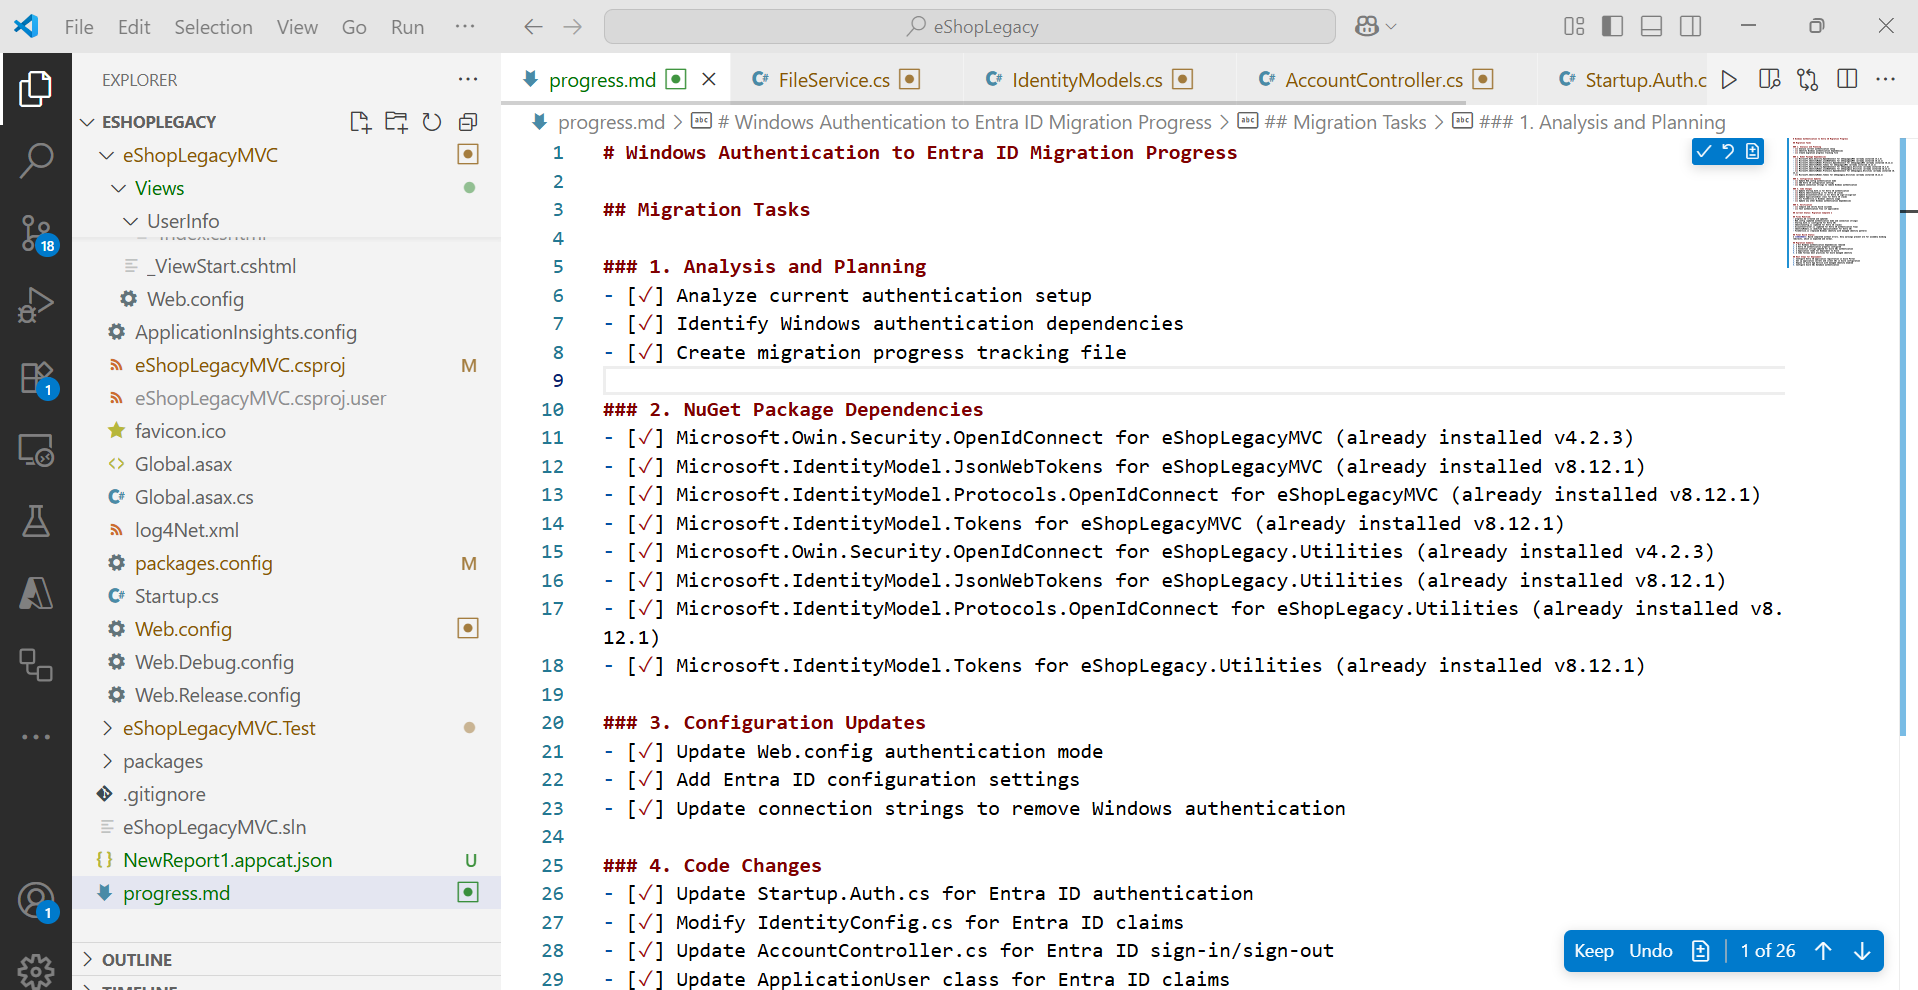 File Edit Selection View Go Run ···
eShopLegacy
EXPLORER
ESHOPLEGACY
eShopLegacyMVC
Views
UserInfo
_ViewStart.cshtml
Web.config
ApplicationInsights.config
eShopLegacyMVC.csproj M
eShopLegacyMVC.csproj.user
favicon.ico
Global.asax
Global.asax.cs
log4Net.xml
packages.config M
Startup.cs
Web.config
Web.Debug.config
Web.Release.config
eShopLegacyMVC.Test
packages
.gitignore
eShopLegacyMVC.sln
NewReport1.appcat.json U
progress.md
OUTLINE
TIMELINE
18
1
1
progress.md FileService.cs IdentityModels.cs AccountController.cs Startup.Auth.c
progress.md > # Windows Authentication to Entra ID Migration Progress > ## Migration Tasks > ### 1. Analysis and Planning
1 # Windows Authentication to Entra ID Migration Progress
2
3 ## Migration Tasks
4
5 ### 1. Analysis and Planning
6 - [✓] Analyze current authentication setup
7 - [✓] Identify Windows authentication dependencies
8 - [✓] Create migration progress tracking file
9
10 ### 2. NuGet Package Dependencies
11 - [✓] Microsoft.Owin.Security.OpenIdConnect for eShopLegacyMVC (already installed v4.2.3)
12 - [✓] Microsoft.IdentityModel.JsonWebTokens for eShopLegacyMVC (already installed v8.12.1)
13 - [✓] Microsoft.IdentityModel.Protocols.OpenIdConnect for eShopLegacyMVC (already installed v8.12.1)
14 - [✓] Microsoft.IdentityModel.Tokens for eShopLegacyMVC (already installed v8.12.1)
15 - [✓] Microsoft.Owin.Security.OpenIdConnect for eShopLegacy.Utilities (already installed v4.2.3)
16 - [✓] Microsoft.IdentityModel.JsonWebTokens for eShopLegacy.Utilities (already installed v8.12.1)
17 - [✓] Microsoft.IdentityModel.Protocols.OpenIdConnect for eShopLegacy.Utilities (already installed v8.
12.1)
18 - [✓] Microsoft.IdentityModel.Tokens for eShopLegacy.Utilities (already installed v8.12.1)
19
20 ### 3. Configuration Updates
21 - [✓] Update Web.config authentication mode
22 - [✓] Add Entra ID configuration settings
23 - [✓] Update connection strings to remove Windows authentication
24
25 ### 4. Code Changes
26 - [✓] Update Startup.Auth.cs for Entra ID authentication
27 - [✓] Modify IdentityConfig.cs for Entra ID claims
28 - [✓] Update AccountController.cs for Entra ID sign-in/sign-out
29 - [✓] Update ApplicationUser class for Entra ID claims
Keep Undo 1 of 26